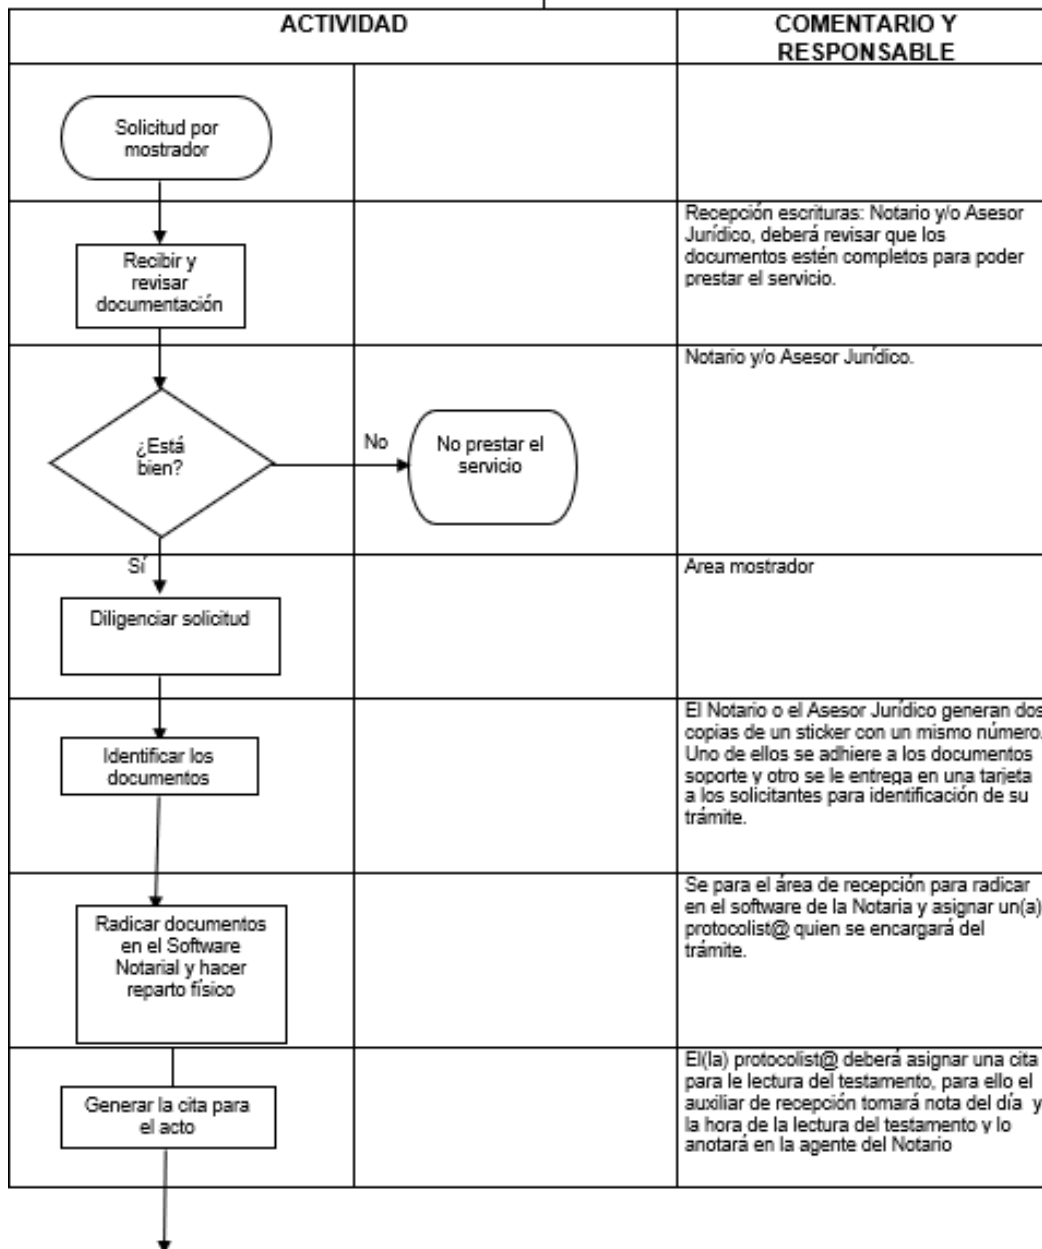 ACTIVIDAD
COMENTARIO Y
RESPONSABLE
Solicitud por
mostrador
Recibir y
revisar
documentación
Recepción escrituras: Notario y/o Asesor
Jurídico, deberá revisar que los
documentos estén completos para poder
prestar el servicio.
¿Está
bien?
No
No prestar el
servicio
Notario y/o Asesor Jurídico.
Sí
Diligenciar solicitud
Area mostrador
Identificar los
documentos
El Notario o el Asesor Jurídico generan dos
copias de un sticker con un mismo número.
Uno de ellos se adhiere a los documentos
soporte y otro se le entrega en una tarjeta
a los solicitantes para identificación de su
trámite.
Radicar documentos
en el Software
Notarial y hacer
reparto físico
Se para el área de recepción para radicar
en el software de la Notaria y asignar un(a)
protocolist@ quien se encargará del
trámite.
Generar la cita para
el acto
El(la) protocolist@ deberá asignar una cita
para le lectura del testamento, para ello el
auxiliar de recepción tomará nota del día y
la hora de la lectura del testamento y lo
anotará en la agente del Notario